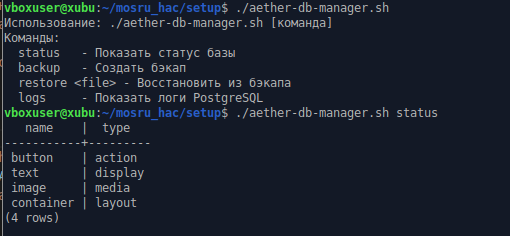 vboxuser@xubu:~/mosru_hac/setup$ ./aether-db-manager.sh
Использование: ./aether-db-manager.sh [команда]
Команды:
  status   - Показать статус базы
  backup   - Создать бэкап
  restore <file> - Восстановить из бэкапа
  logs     - Показать логи PostgreSQL
vboxuser@xubu:~/mosru_hac/setup$ ./aether-db-manager.sh status
   name    |  type
-----------+---------
 button    | action
 text      | display
 image     | media
 container | layout
(4 rows)